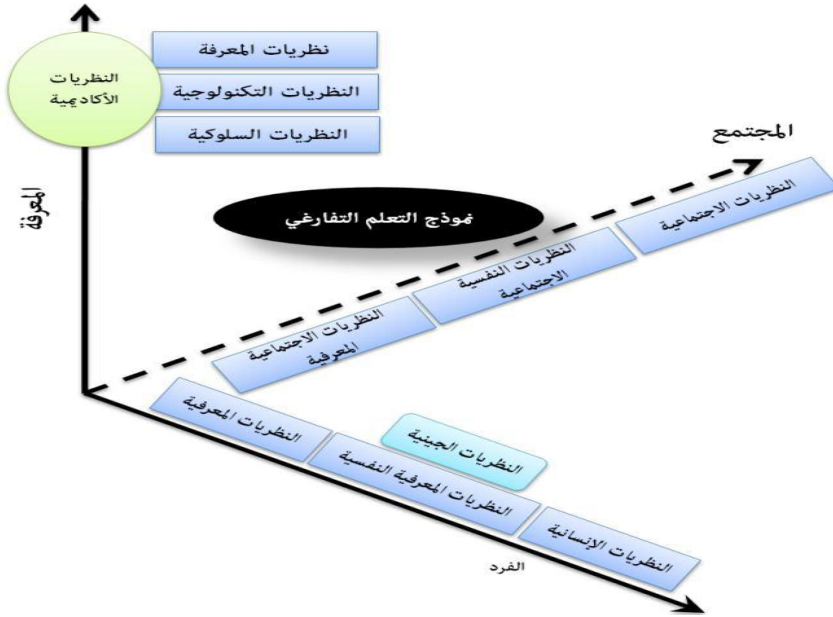 نظريات المعرفة
النظريات
الأكاديمية
النظريات التكنولوجية
النظريات السلوكية
المجتمع
المعرفة
نموذج التعلم التفارغي
النظريات الاجتماعية
النظريات النفسية
الاجتماعية
النظريات الاجتماعية
المعرفية
النظريات المعرفية
النظريات الجينية
النظريات المعرفية النفسية
النظريات الإنسانية
الفرد